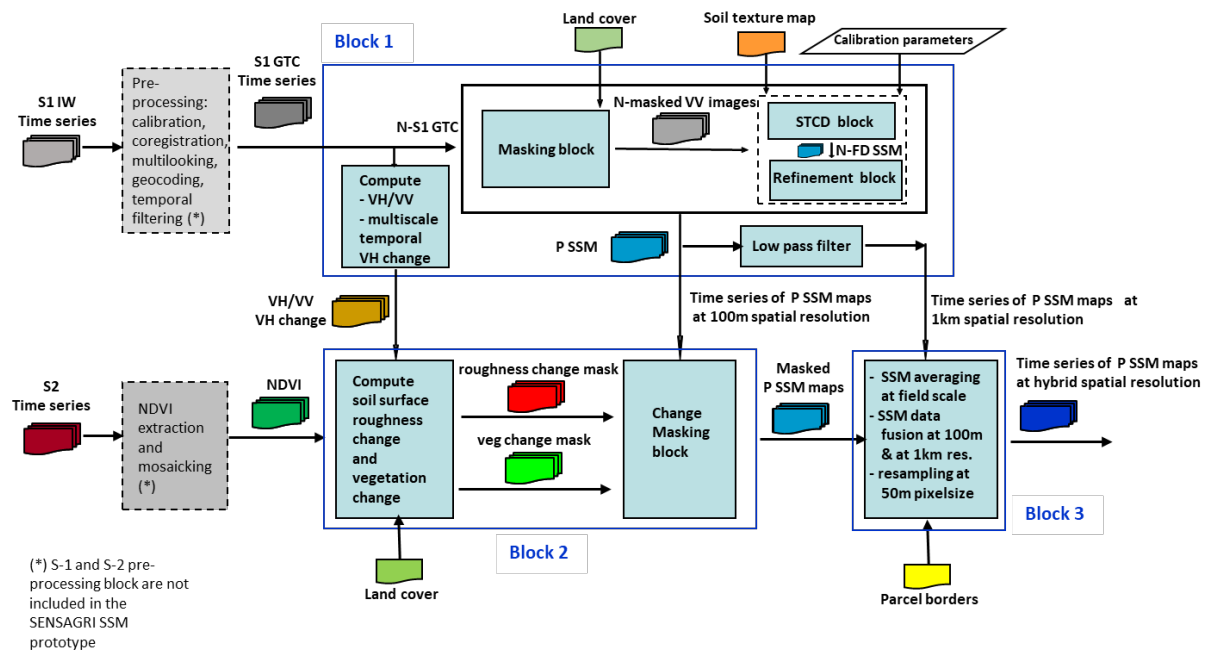 Block 1
Land cover
Soil texture map
Calibration parameters
S1 IW
Time series
Pre-
processing:
calibration,
coregistration,
multilooking,
geocoding,
temporal
filtering (*)
S1 GTC
Time series
N-S1 GTC
Masking block
N-masked VV images
STCD block
N-FD SSM
Refinement block
Compute
- VH/VV
- multiscale
temporal
VH change
P SSM
Low pass filter
VH/VV
VH change
Time series of P SSM maps
at 100m spatial resolution
Time series of P SSM maps at
1km spatial resolution
S2
Time series
NDVI
extraction
and
mosaicking
(*)
NDVI
Compute
soil surface
roughness
change
and
vegetation
change
roughness change mask
veg change mask
Change
Masking
block
Masked
P SSM maps
- SSM averaging
at field scale
- SSM data
fusion at 100m
& at 1km res.
- resampling at
50m pixelsize
Time series of P SSM maps
at hybrid spatial resolution
Block 2
Block 3
Land cover
Parcel borders
(*) S-1 and S-2 pre-
processing block are not
included in the
SENSAGRI SSM
prototype